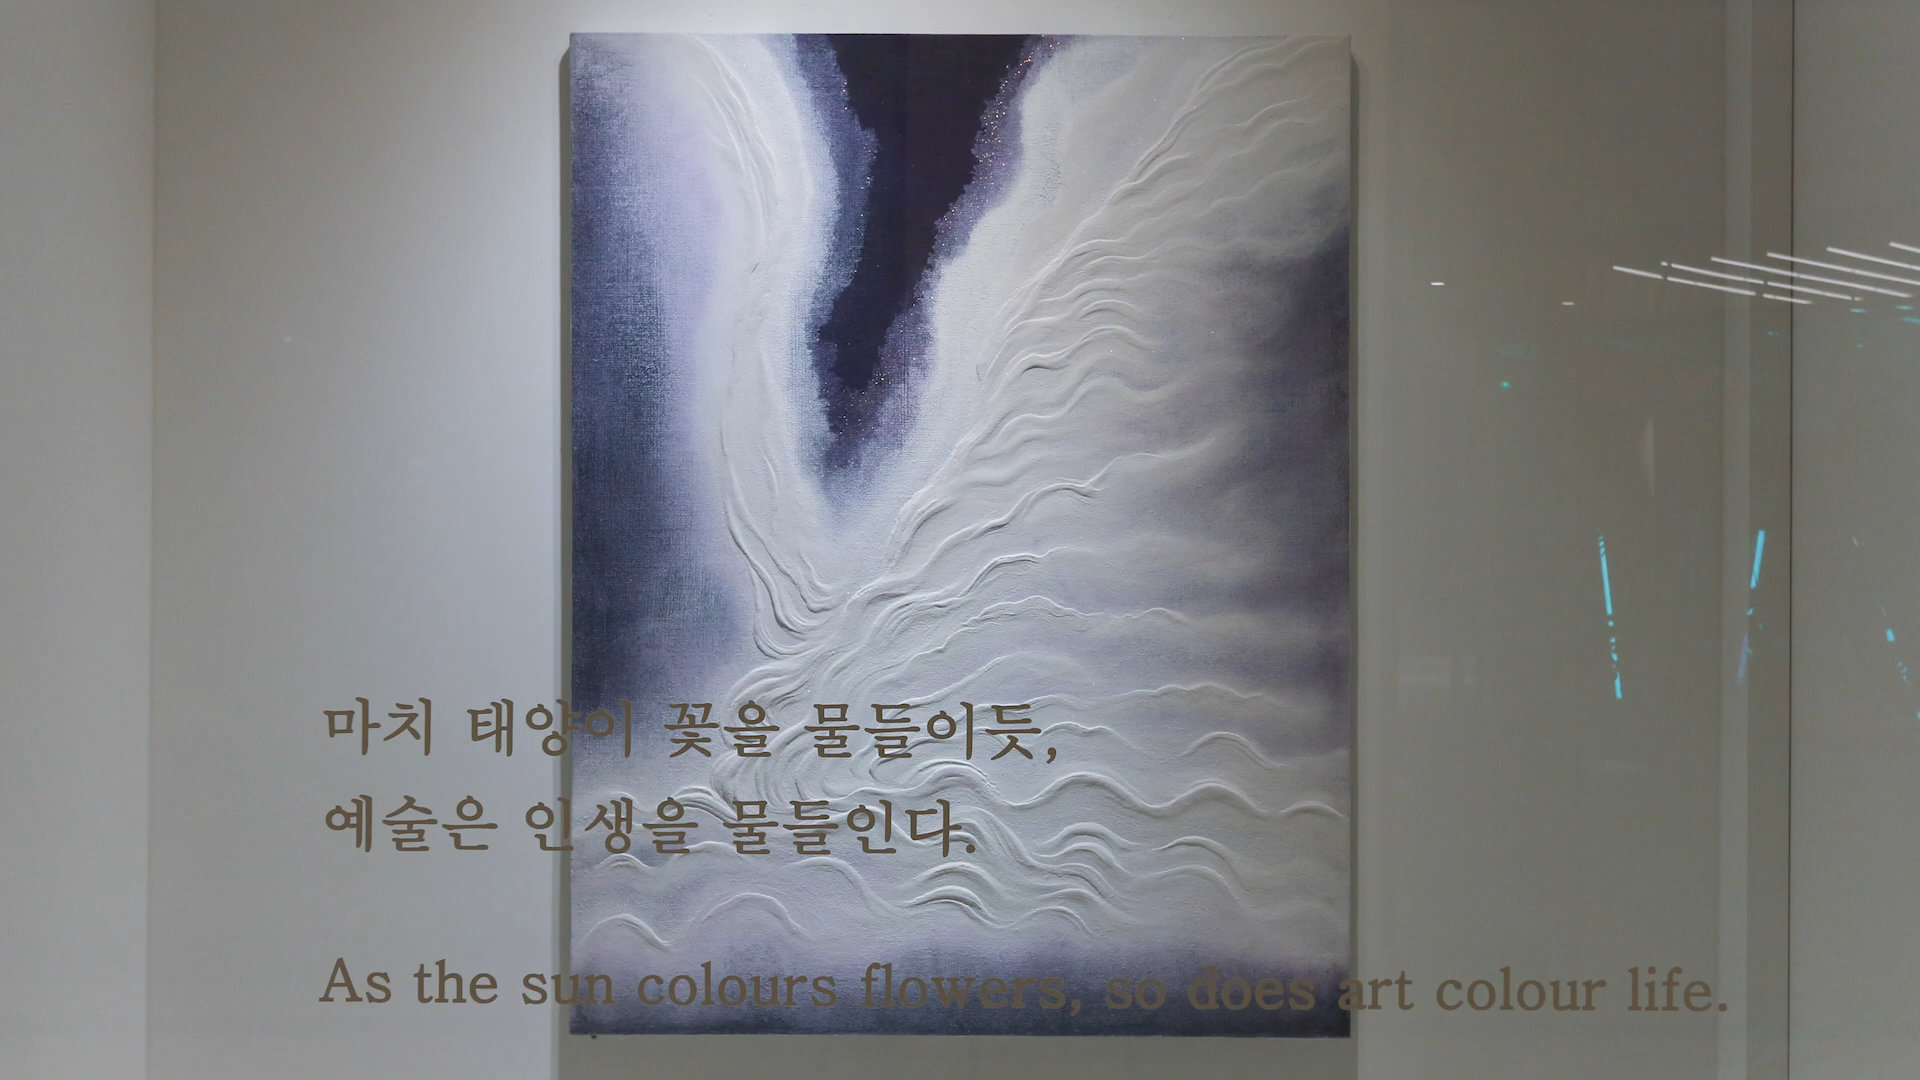 마치 태양이 꽃을 물들이듯,
예술은 인생을 물들인다.
As the sun colours flowers, so does art colour life.